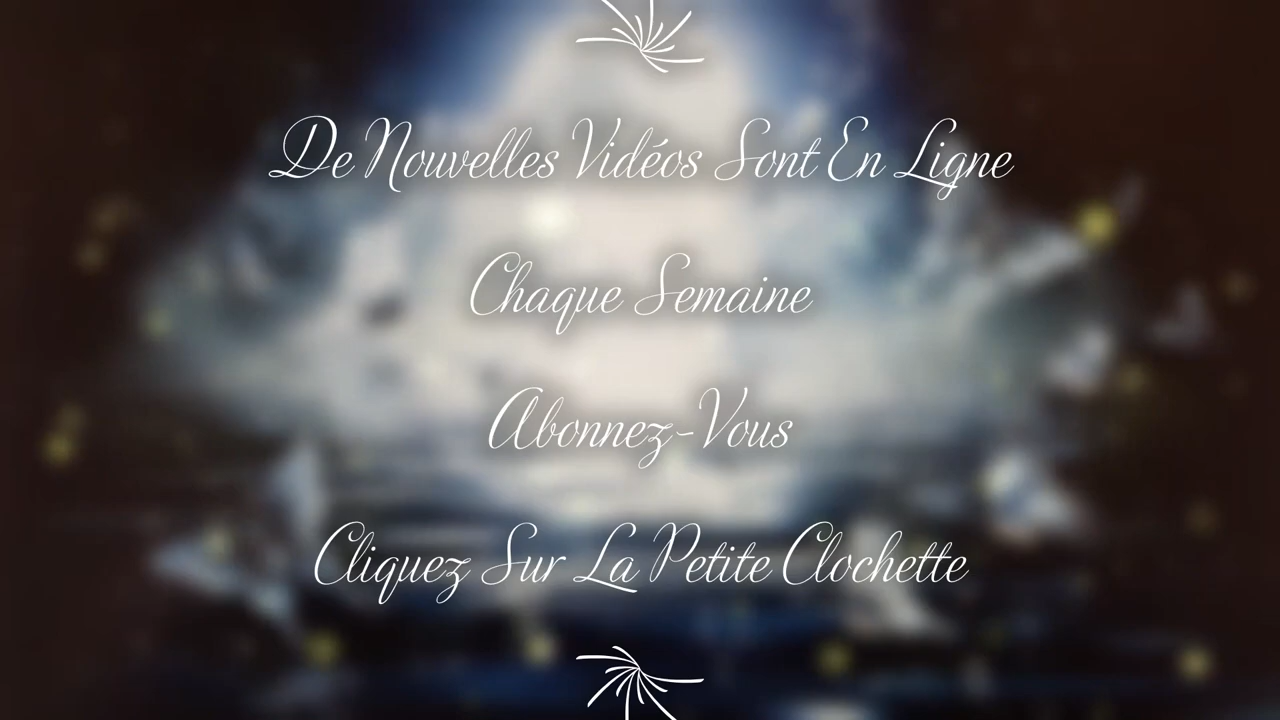 De Nouvelles Vidéos Sont En Ligne
Chaque Semaine
Abonnez-Vous
Cliquez Sur La Petite Clochette